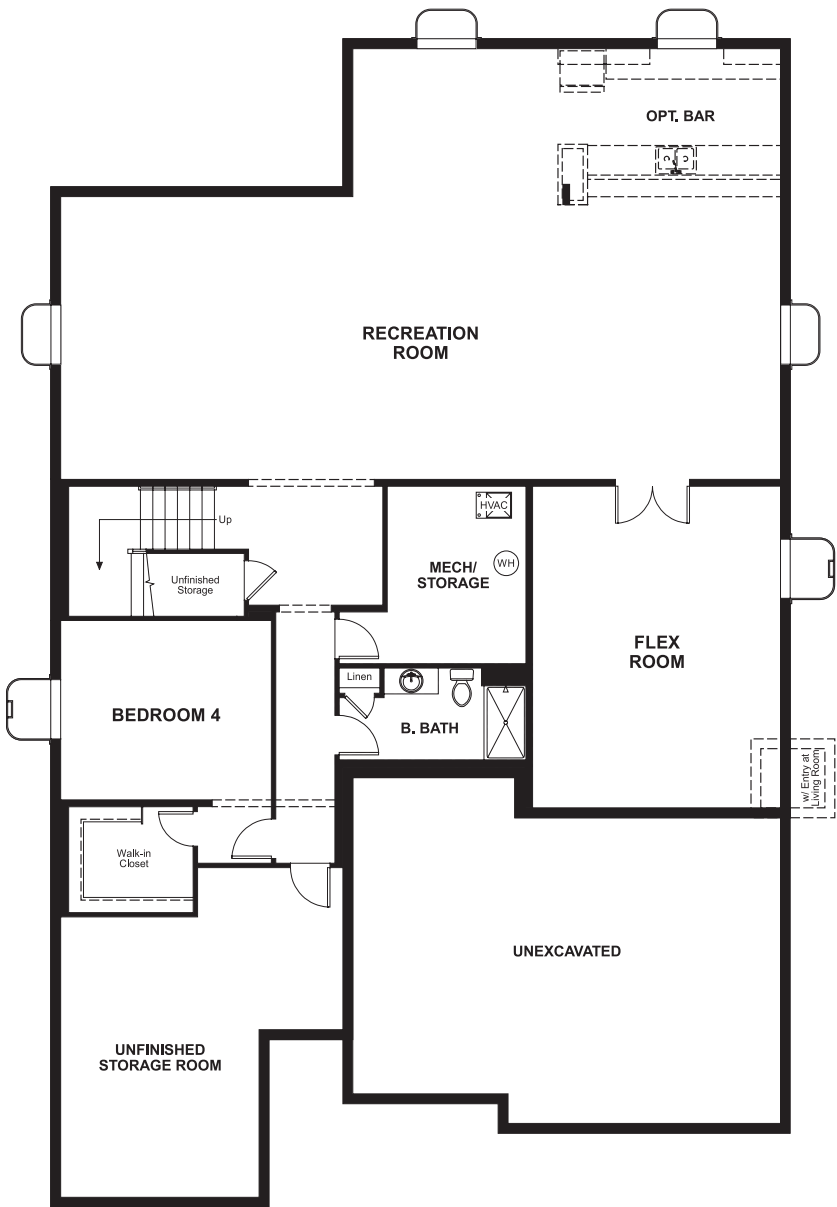 OPT. BAR
RECREATION
ROOM
Up
HVAC
MECH/
STORAGE
WH
Unfinished
Storage
FLEX
ROOM
Linen
BEDROOM 4
B. BATH
w/ Entry at
Living Room
Walk-in
Closet
UNEXCAVATED
UNFINISHED
STORAGE ROOM